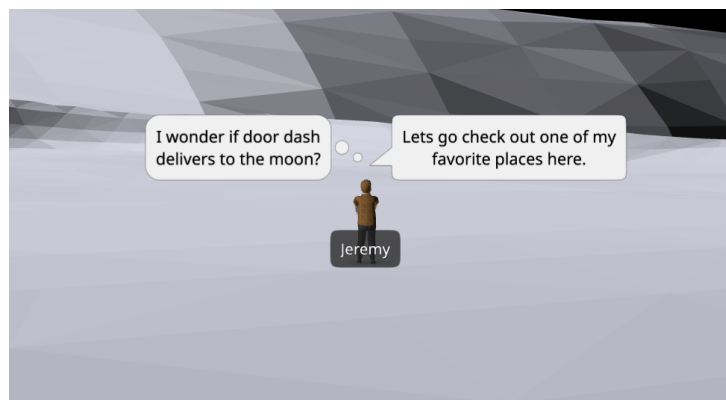 I wonder if door dash
delivers to the moon?
Lets go check out one of my
favorite places here.
Jeremy